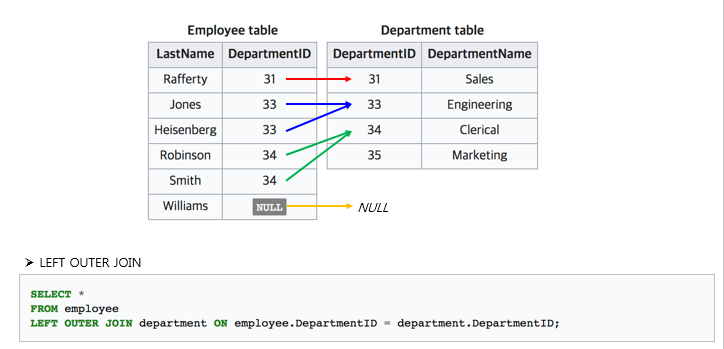 Employee table Department table
LastName DepartmentID DepartmentID DepartmentName
Rafferty 31 31 Sales
Jones 33 33 Engineering
Heisenberg 33 34 Clerical
Robinson 34 35 Marketing
Smith 34
Williams NULL NULL
➤ LEFT OUTER JOIN
SELECT *
FROM employee
LEFT OUTER JOIN department ON employee.DepartmentID = department.DepartmentID;